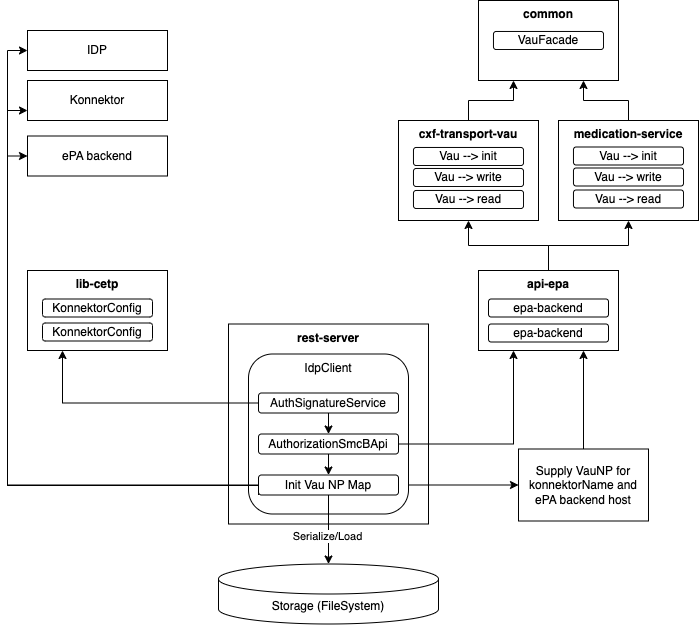 common
VauFacade
IDP
Konnektor
ePA backend
cxf-transport-vau
Vau --> init
Vau --> write
Vau --> read
medication-service
Vau --> init
Vau --> write
Vau --> read
lib-cetp
KonnektorConfig
KonnektorConfig
api-epa
epa-backend
epa-backend
rest-server
IdpClient
AuthSignatureService
AuthorizationSmcBApi
Init Vau NP Map
Supply VauNP for
konnektorName and
ePA backend host
Serialize/Load
Storage (FileSystem)